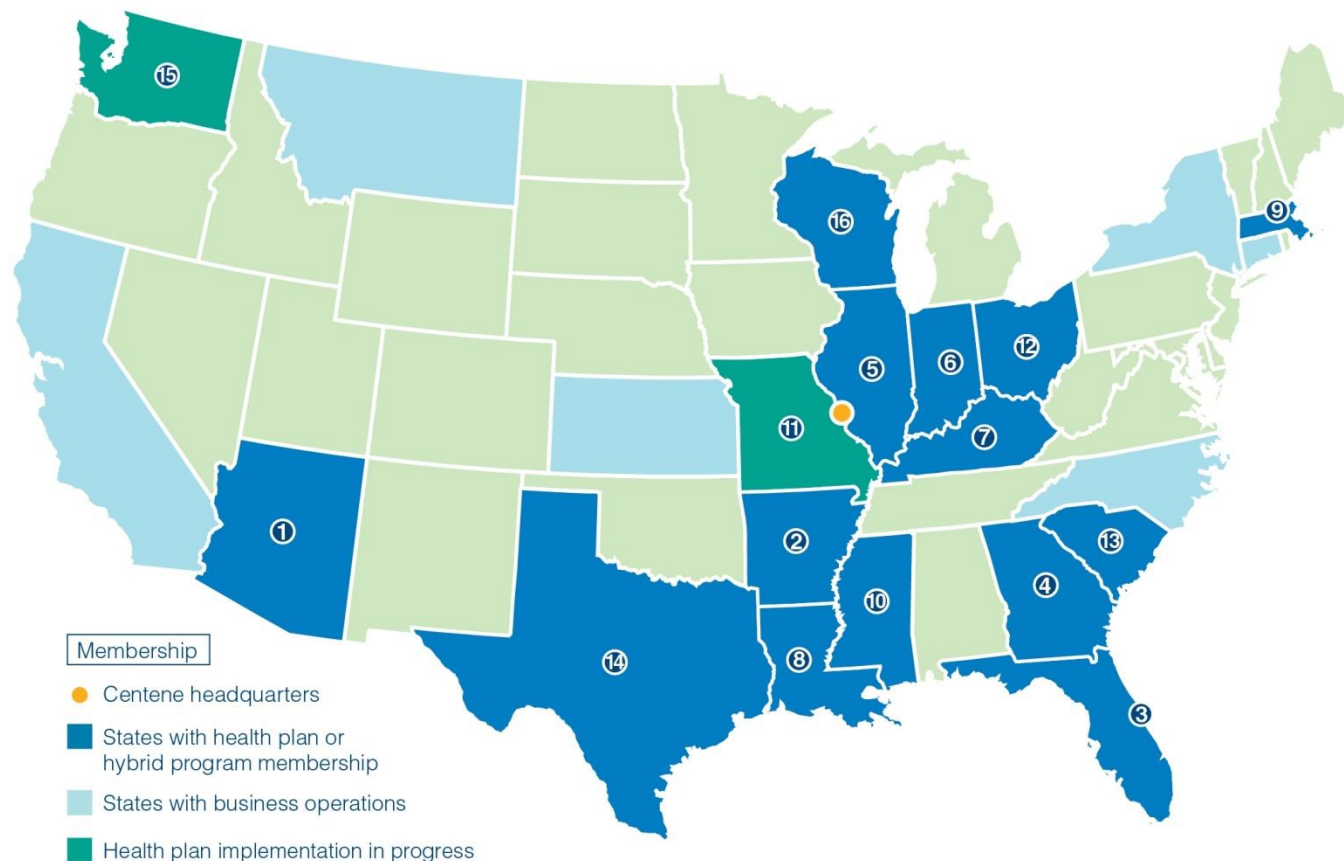 15
9
16
12
5
6
11
7
1
2
13
10
4
14
8
3
Membership
Centene headquarters
States with health plan or
hybrid program membership
States with business operations
Health plan implementation in progress